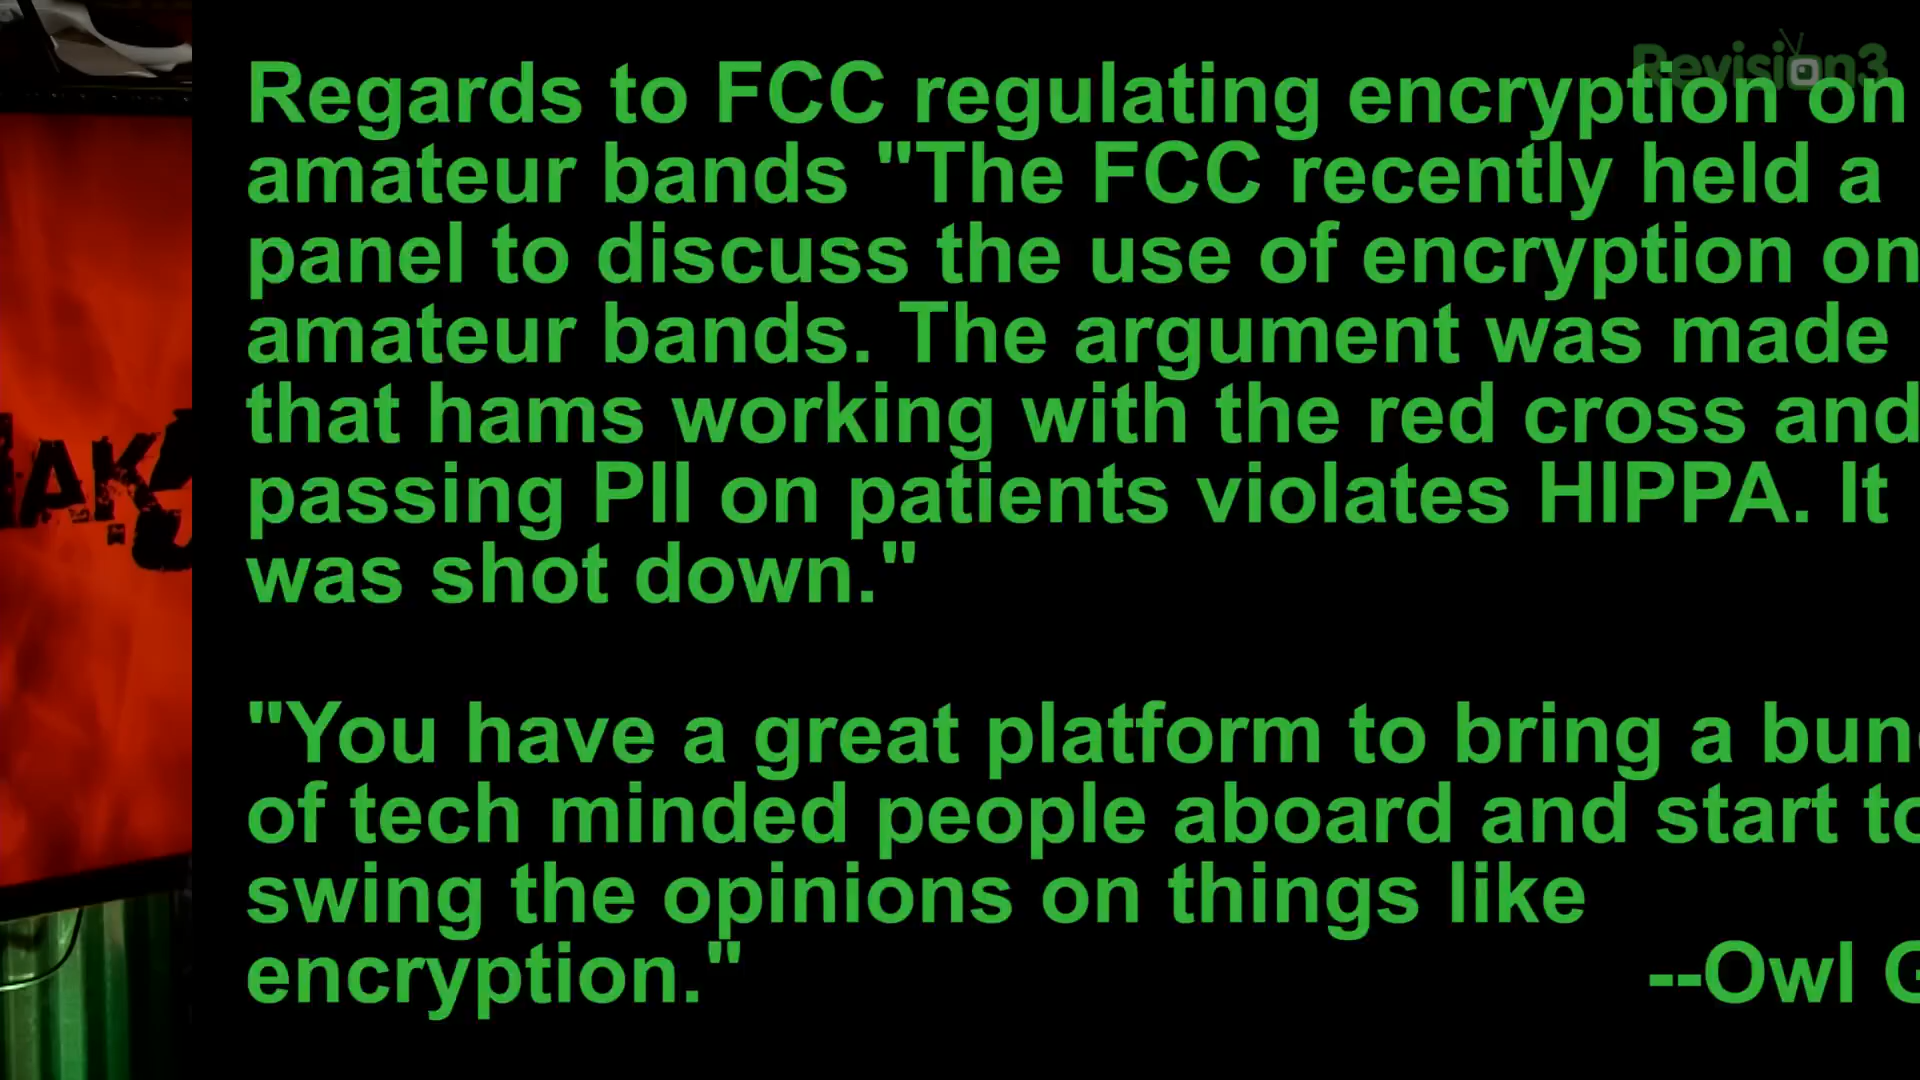 Revision3
Regards to FCC regulating encryption on
amateur bands "The FCC recently held a
panel to discuss the use of encryption on
amateur bands. The argument was made
that hams working with the red cross and
passing PII on patients violates HIPPA. It
was shot down."
"You have a great platform to bring a
of tech minded people aboard and start to
swing the opinions on things like
encryption."
--Owl
HAK5